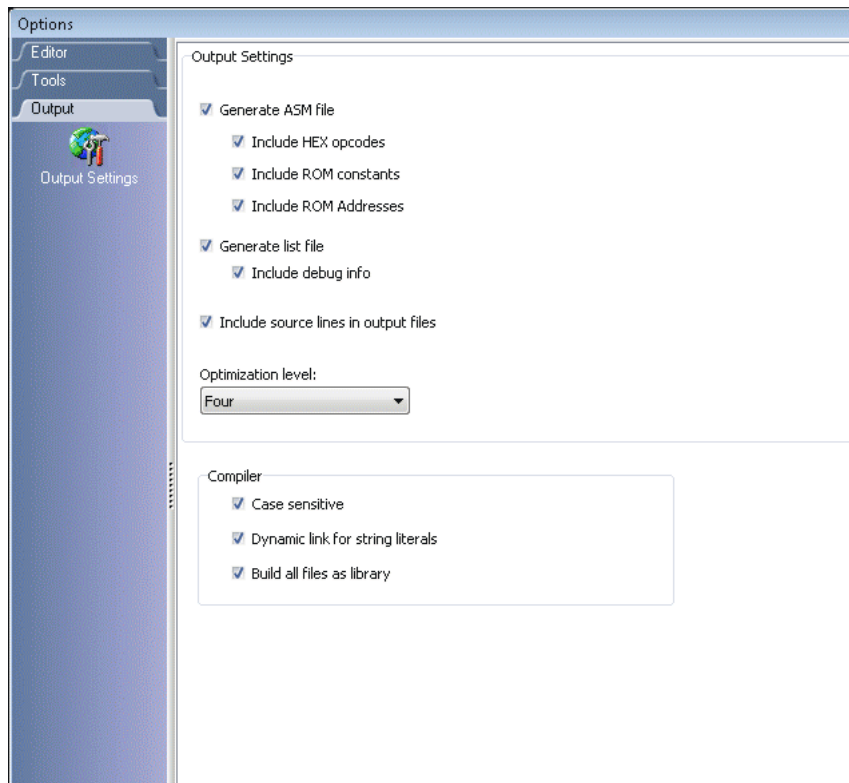 Options
Editor
Tools
Output
Output Settings
Output Settings
Generate ASM file
Include HEX opcodes
Include ROM constants
Include ROM Addresses
Generate list file
Include debug info
Include source lines in output files
Optimization level:
Four
Compiler
Case sensitive
Dynamic link for string literals
Build all files as library